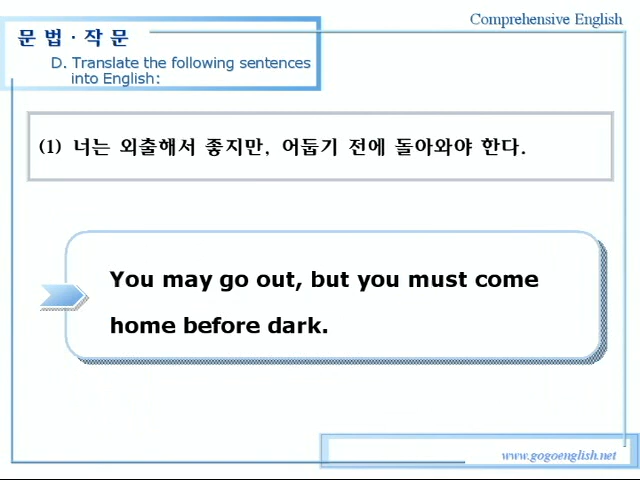 Comprehensive English
문 법 · 작 문
D. Translate the following sentences
into English:
(1) 너는 외출해서 좋지만, 어둡기 전에 돌아와야 한다.
You may go out, but you must come
home before dark.
www.gogoenglish.net